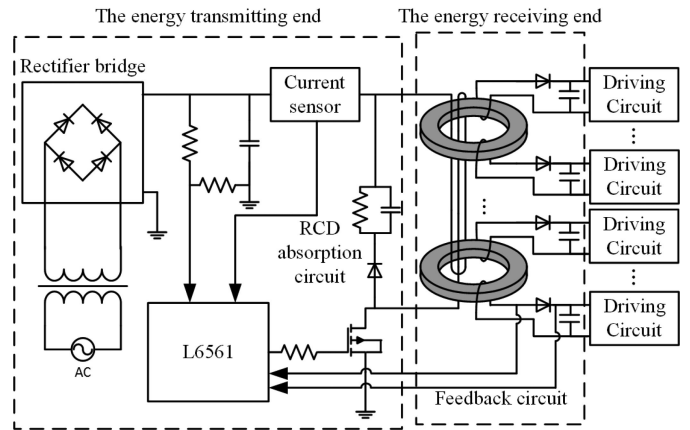 The energy transmitting end
The energy receiving end
Rectifier bridge
Current
sensor
Driving
Circuit
Driving
Circuit
RCD
absorption
circuit
Driving
Circuit
Driving
Circuit
L6561
AC
Feedback circuit